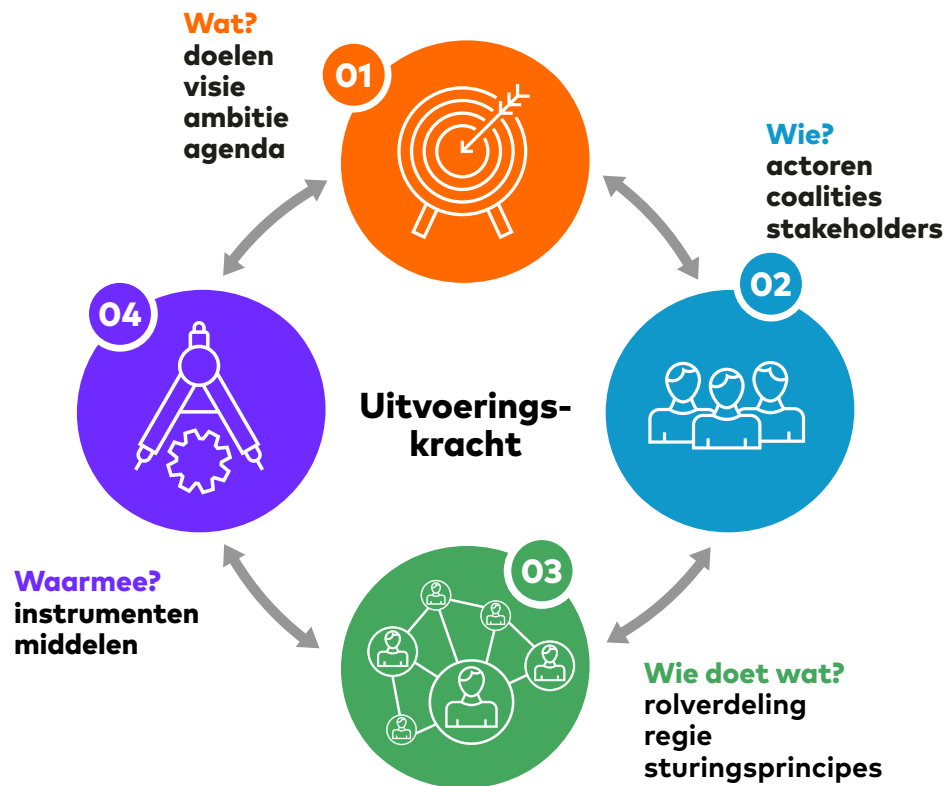 01
Wat?
doelen
visie
ambitie
agenda
02
Wie?
actoren
coalities
stakeholders
03
Wie doet wat?
rolverdeling
regie
sturingsprincipes
04
Waarmee?
instrumenten
middelen
Uitvoerings-
kracht